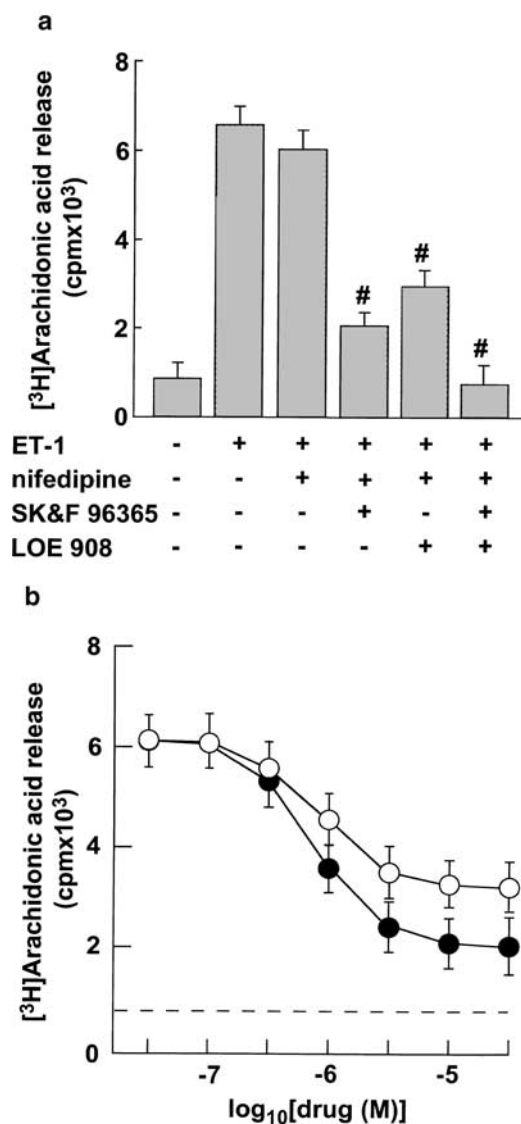 a
[³H]Arachidonic acid release
(cpmx10³)
8
6
4
2
0
#
#
#
ET-1 - + + + + +
nifedipine - - + + + +
SK&F 96365 - - - + - +
LOE 908 - - - - + +
b
[³H]Arachidonic acid release
(cpmx10³)
8
6
4
2
0
-7 -6 -5
log₁₀[drug (M)]